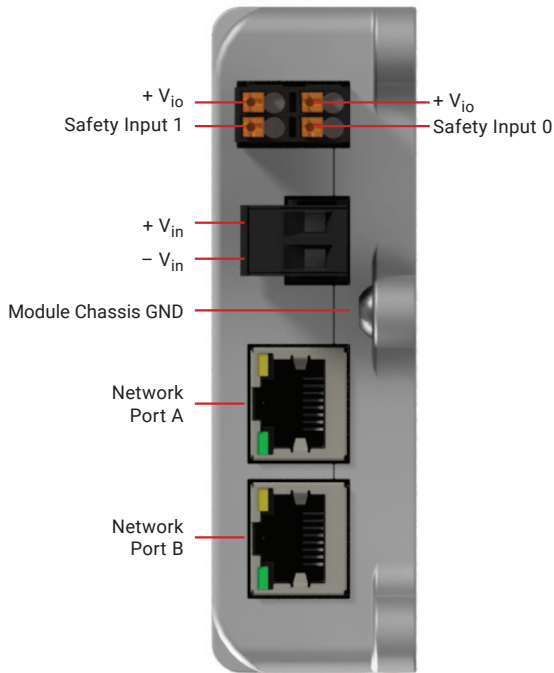 + Vio
+ Vio
Safety Input 1
Safety Input 0
+ Vin
– Vin
Module Chassis GND
Network
Port A
Network
Port B